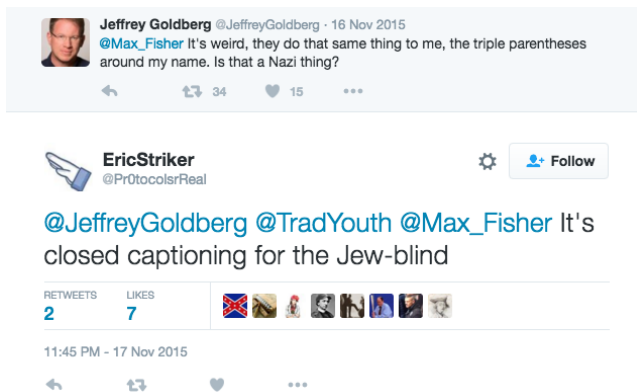 Jeffrey Goldberg @JeffreyGoldberg · 16 Nov 2015
@Max_Fisher It's weird, they do that same thing to me, the triple parentheses
around my name. Is that a Nazi thing?
34 15
EricStriker
@Pr0tocolsrReal
Follow
@JeffreyGoldberg @TradYouth @Max_Fisher It's
closed captioning for the Jew-blind
RETWEETS LIKES
2 7
11:45 PM - 17 Nov 2015